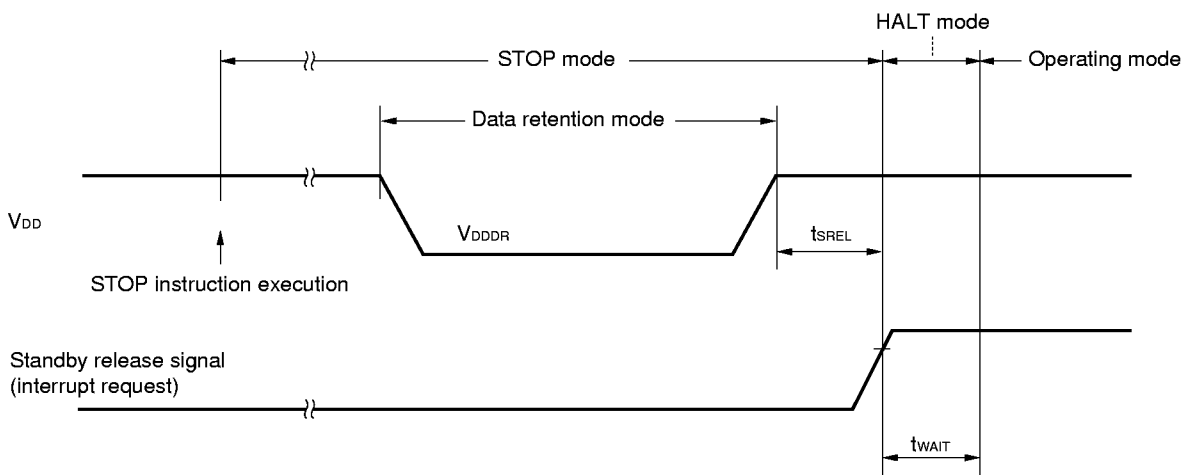 HALT mode
STOP mode
Operating mode
Data retention mode
VDD
VDDDR
tSREL
STOP instruction execution
Standby release signal
(interrupt request)
tWAIT